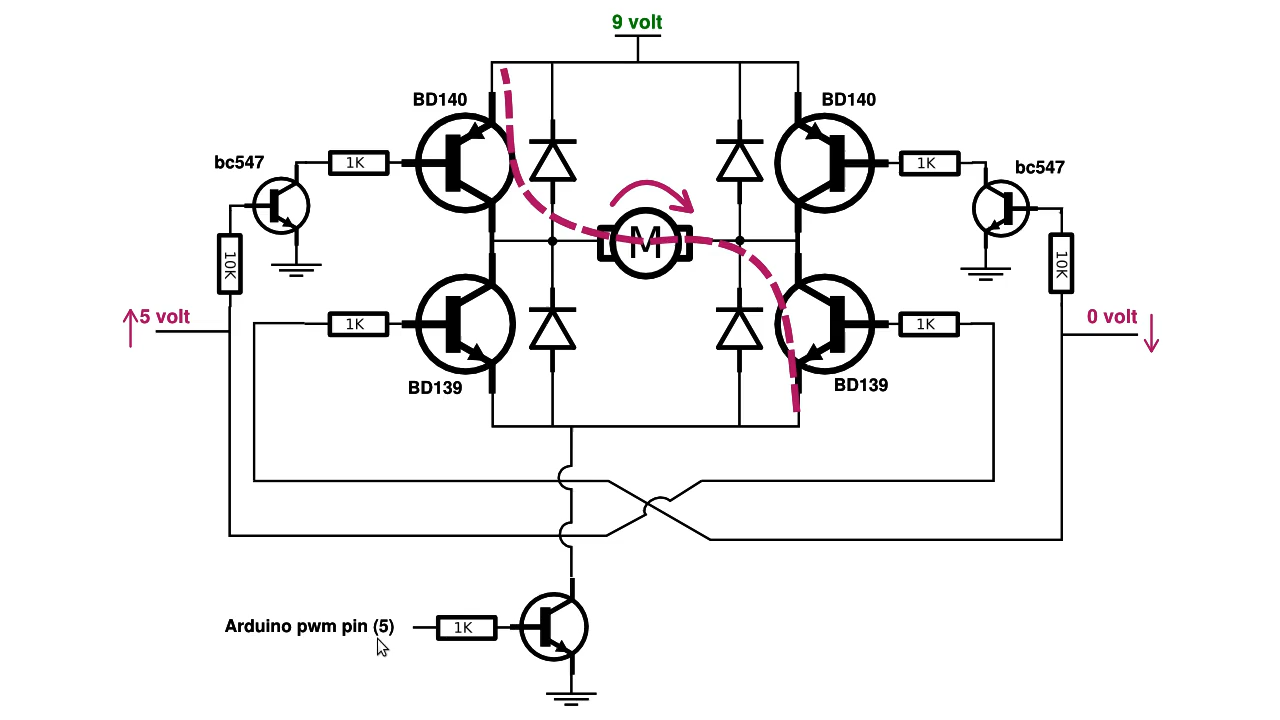 9 volt
BD140
BD140
bc547
1K
1K
bc547
M
10K
10K
5 volt
1K
1K
0 volt
BD139
BD139
Arduino pwm pin (5)
1K